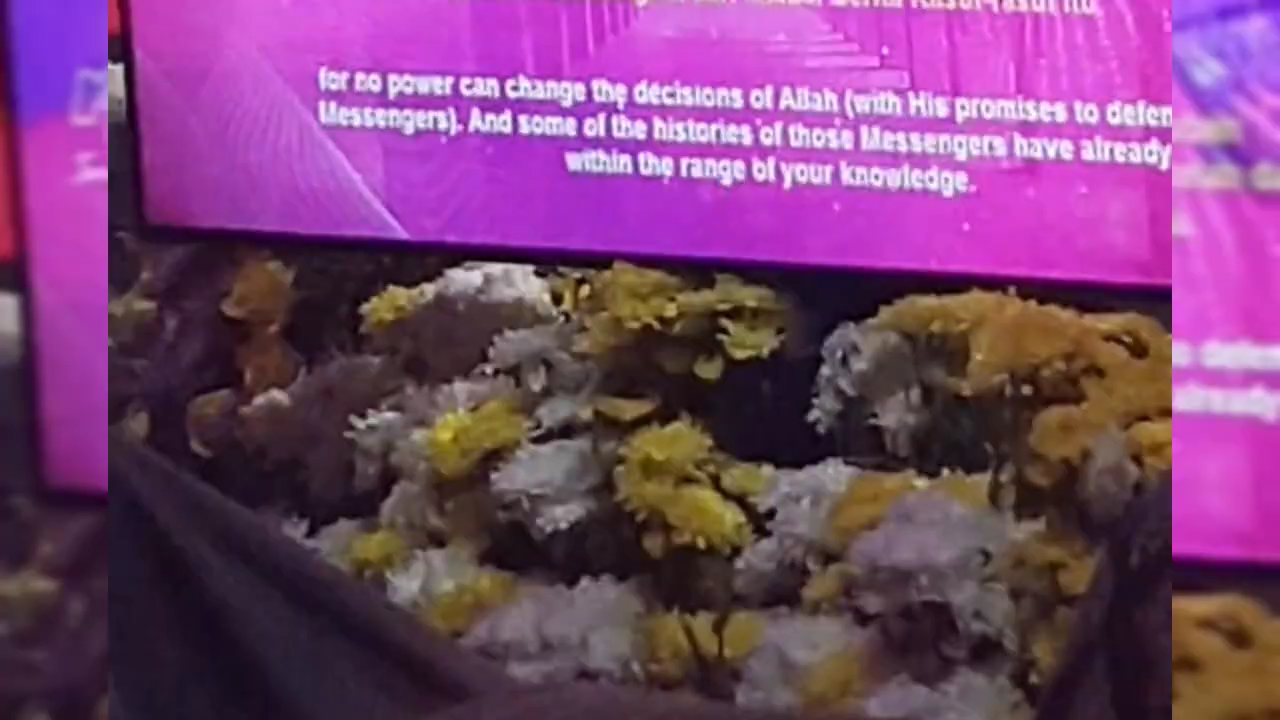 for no power can change the decisions of Allah (with His promises to defen
Messengers). And some of the histories of those Messengers have already
within the range of your knowledge.